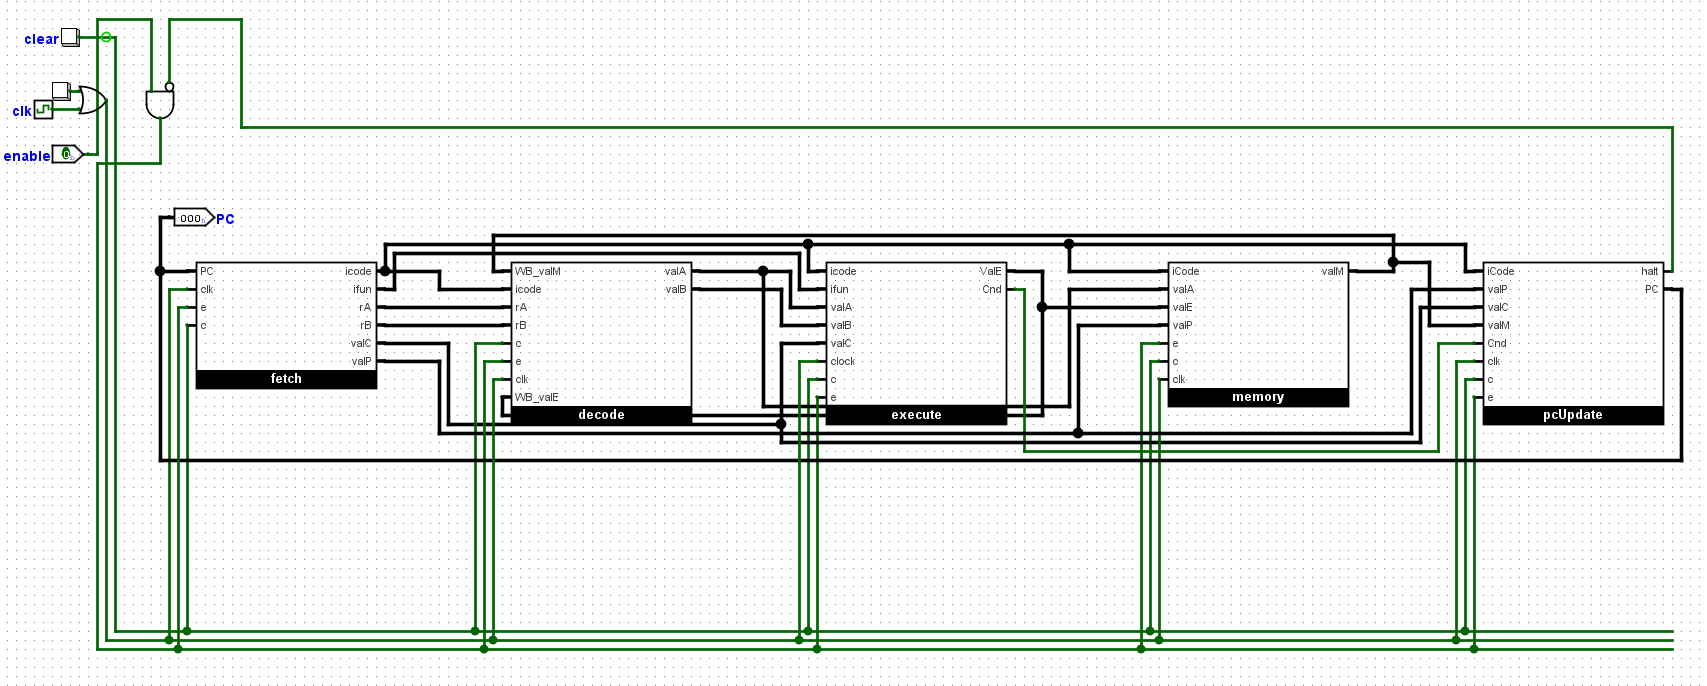 clear
clk
enable 0
000h PC
PC icode
clk ifun
e rA
c rB
valC
valP
fetch
WB_valM valA
icode valB
rA
rB
c
e
clk
WB_valE
decode
icode ValE
ifun Cnd
valA
valB
valC
clock
c
e
execute
iCode valM
valA
valE
valP
e
c
clk
memory
iCode halt
valP PC
valC
valM
Cnd
clk
c
e
pcUpdate